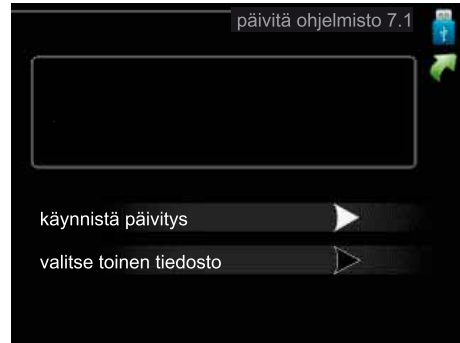 päivitä ohjelmisto 7.1
käynnistä päivitys
valitse toinen tiedosto